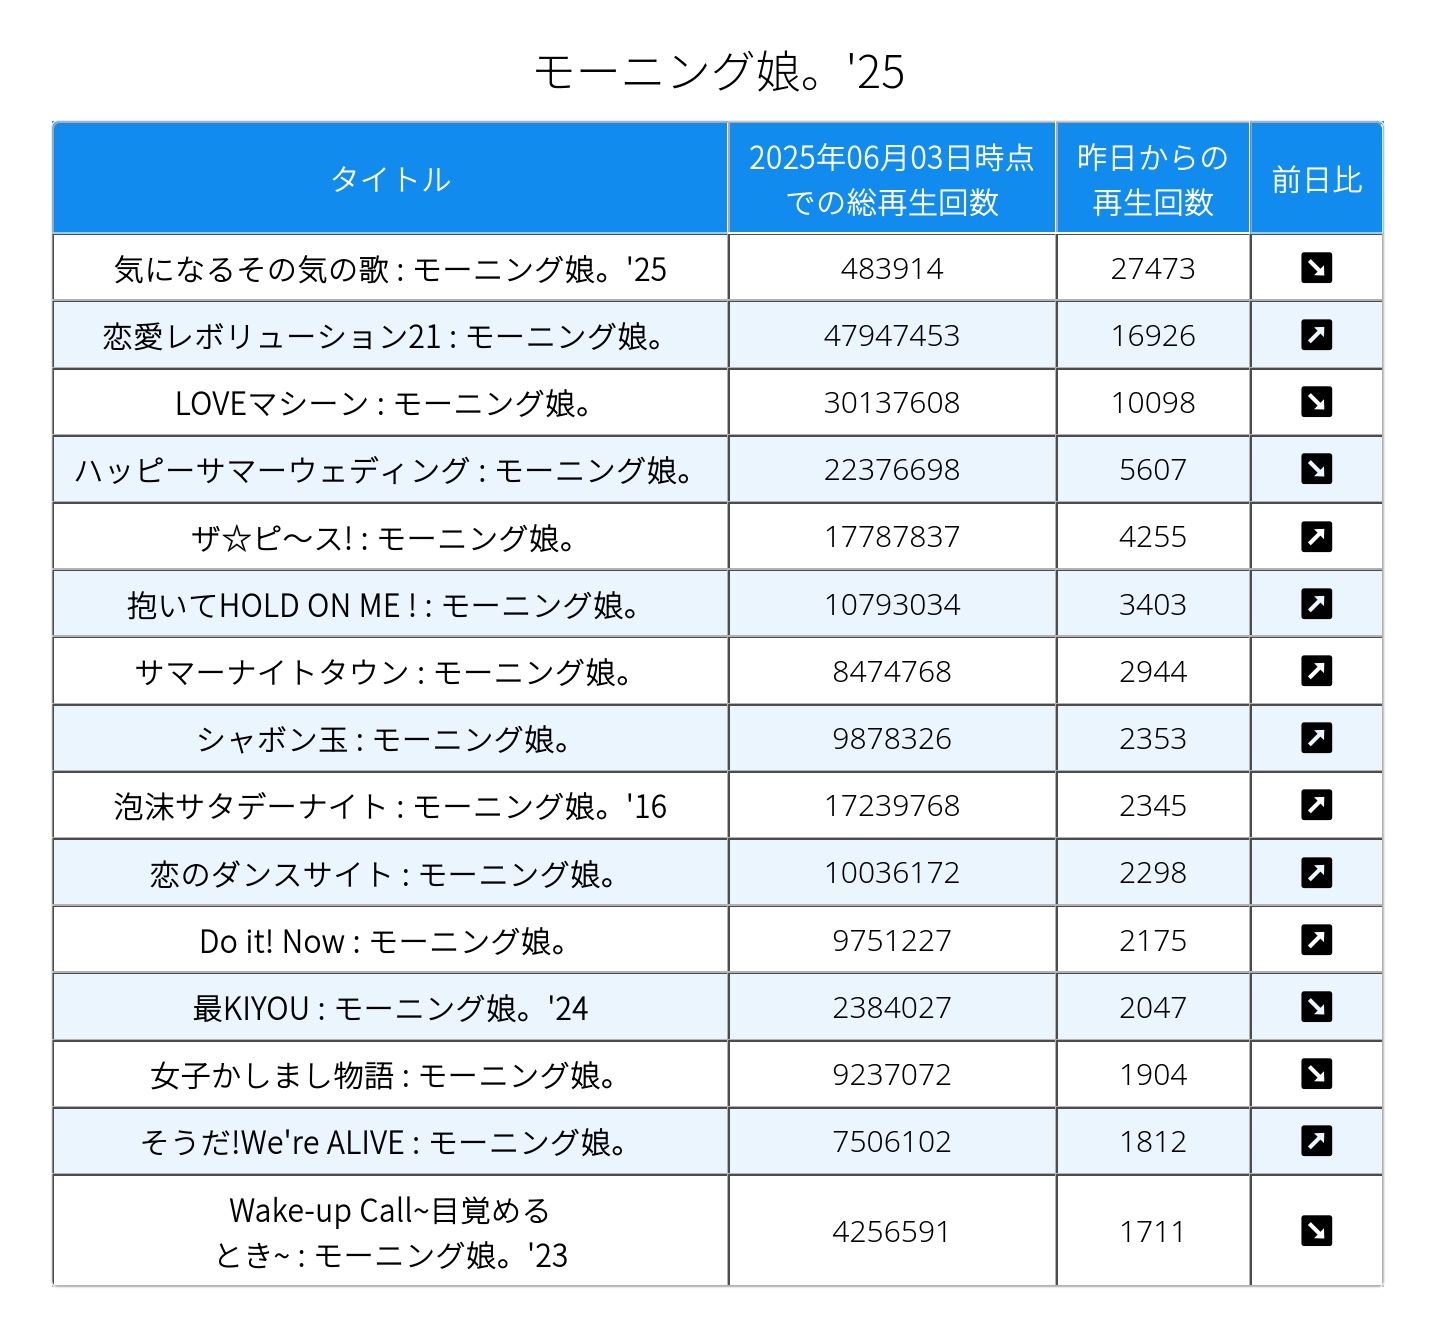 モーニング娘。'25
タイトル
2025年06月03日時点
での総再生回数
昨日からの
再生回数
前日比
気になるその気の歌 : モーニング娘。'25 483914 27473 ↘
恋愛レボリューション21 : モーニング娘。 47947453 16926 ↗
LOVEマシーン : モーニング娘。 30137608 10098 ↘
ハッピーサマーウェディング : モーニング娘。 22376698 5607 ↘
ザ☆ピ〜ス! : モーニング娘。 17787837 4255 ↗
抱いてHOLD ON ME ! : モーニング娘。 10793034 3403 ↗
サマーナイトタウン : モーニング娘。 8474768 2944 ↗
シャボン玉 : モーニング娘。 9878326 2353 ↗
泡沫サタデーナイト : モーニング娘。'16 17239768 2345 ↗
恋のダンスサイト : モーニング娘。 10036172 2298 ↗
Do it! Now : モーニング娘。 9751227 2175 ↗
最KIYOU : モーニング娘。'24 2384027 2047 ↘
女子かしまし物語 : モーニング娘。 9237072 1904 ↘
そうだ!We're ALIVE : モーニング娘。 7506102 1812 ↗
Wake-up Call~目覚める
とき~ : モーニング娘。'23 4256591 1711 ↘